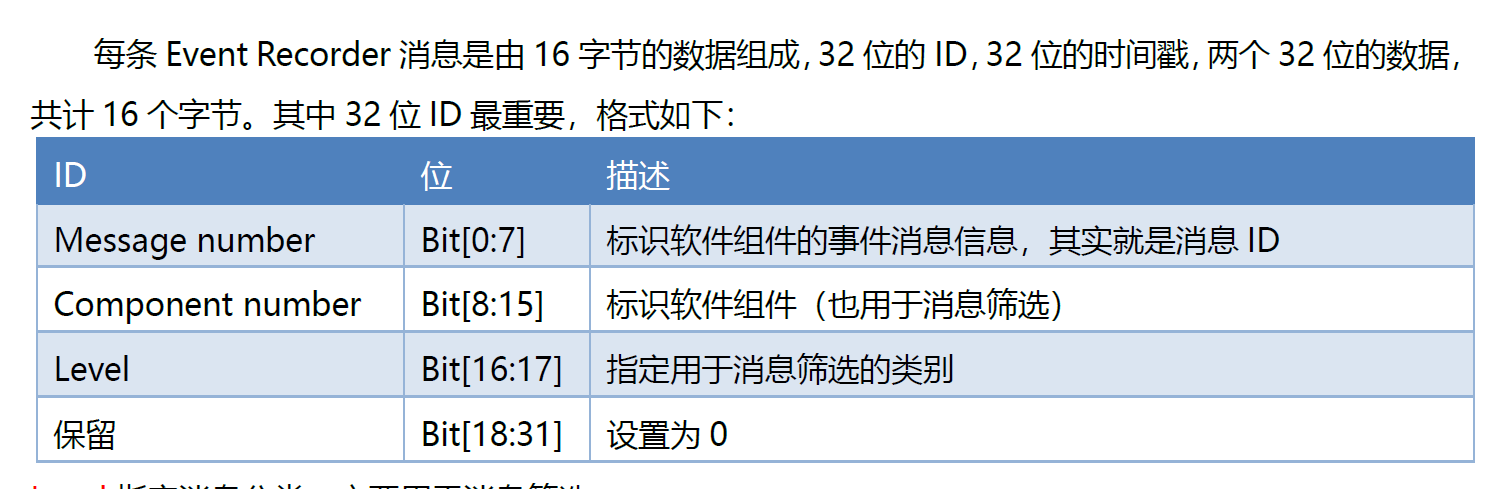 每条 Event Recorder 消息是由 16 字节的数据组成，32 位的 ID，32 位的时间戳，两个 32 位的数据，
共计 16 个字节。其中 32 位 ID 最重要，格式如下：
ID 位 描述
Message number Bit[0:7] 标识软件组件的事件消息信息，其实就是消息 ID
Component number Bit[8:15] 标识软件组件（也用于消息筛选）
Level Bit[16:17] 指定用于消息筛选的类别
保留 Bit[18:31] 设置为 0